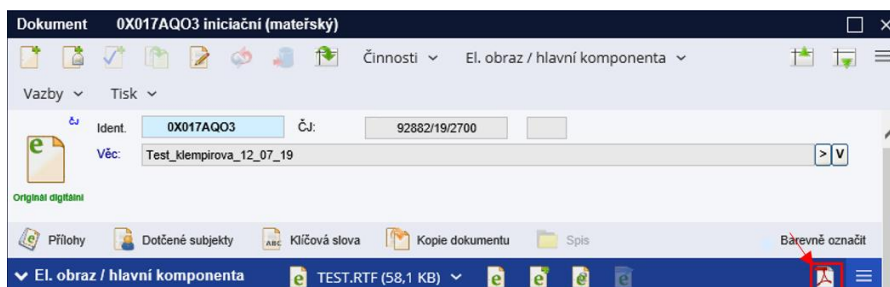 Dokument 0X017AQO3 iniciační (mateřský)
Činnosti El. obraz / hlavní komponenta
Vazby Tisk
čj
Ident. 0X017AQO3 ČJ: 92882/19/2700
Věc: Test_klempirova_12_07_19 > V
Originál digitální
Přílohy Dotčené subjekty ABC Klíčová slova Kopie dokumentu Spis Barevně označit
El. obraz / hlavní komponenta TEST.RTF (58,1 KB)